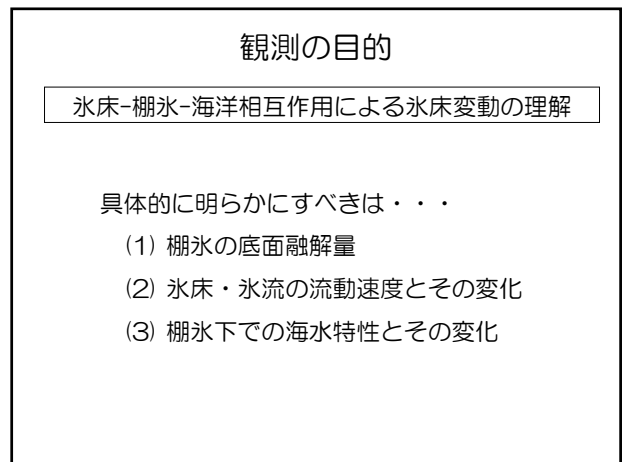 観測の目的
氷床-棚氷-海洋相互作用による氷床変動の理解
具体的に明らかにすべきは・・・
(1) 棚氷の底面融解量
(2) 氷床・氷流の流動速度とその変化
(3) 棚氷下での海水特性とその変化